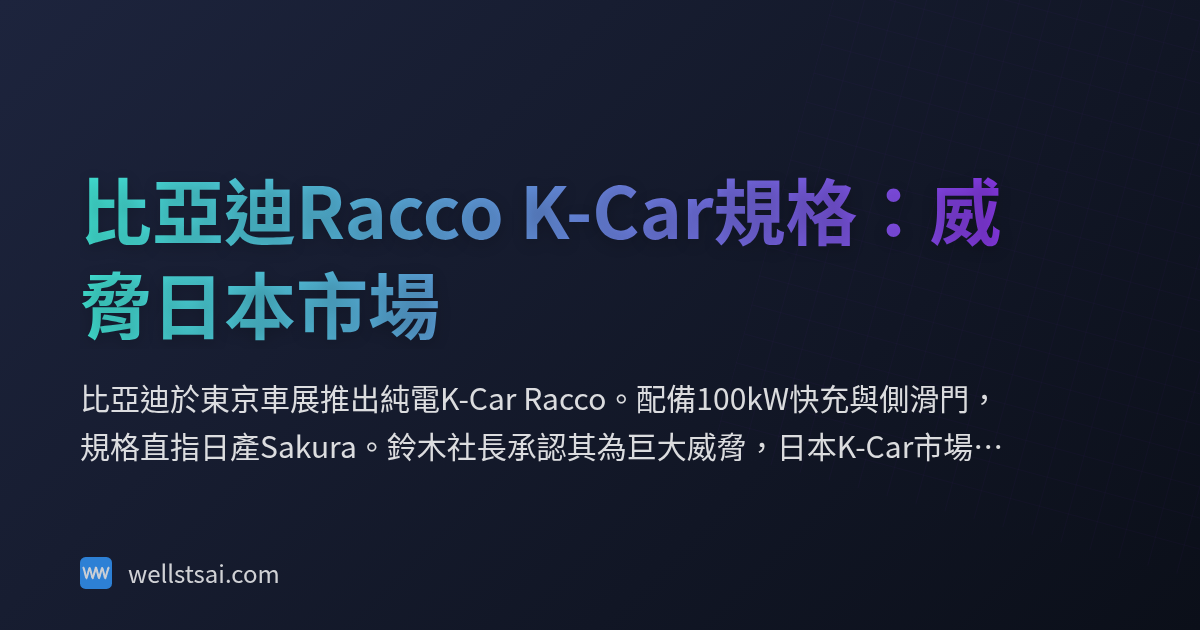 比亞迪Racco K-Car規格：威
脅日本市場
比亞迪於東京車展推出純電K-Car Racco。配備100kW快充與側滑門，
規格直指日產Sakura。鈴木社長承認其為巨大威脅，日本K-Car市場…
W wellstsai.com